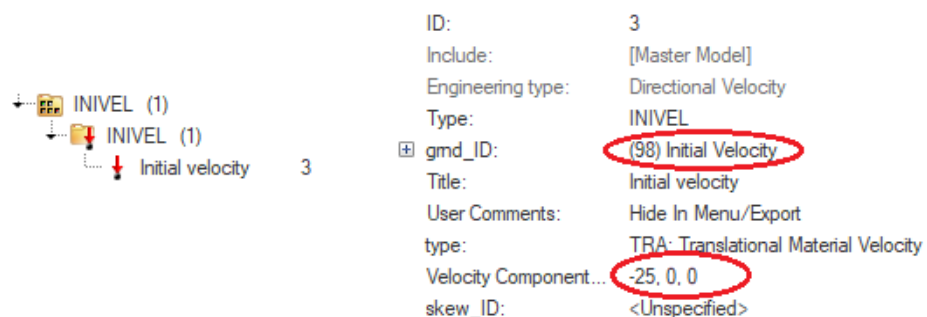 INIVEL (1)
INIVEL (1)
Initial velocity 3
ID: 3
Include: [Master Model]
Engineering type: Directional Velocity
Type: INIVEL
grnd_ID: (98) Initial Velocity
Title: Initial velocity
User Comments: Hide In Menu/Export
type: TRA: Translational Material Velocity
Velocity Component... -25, 0, 0
skew_ID: <Unspecified>